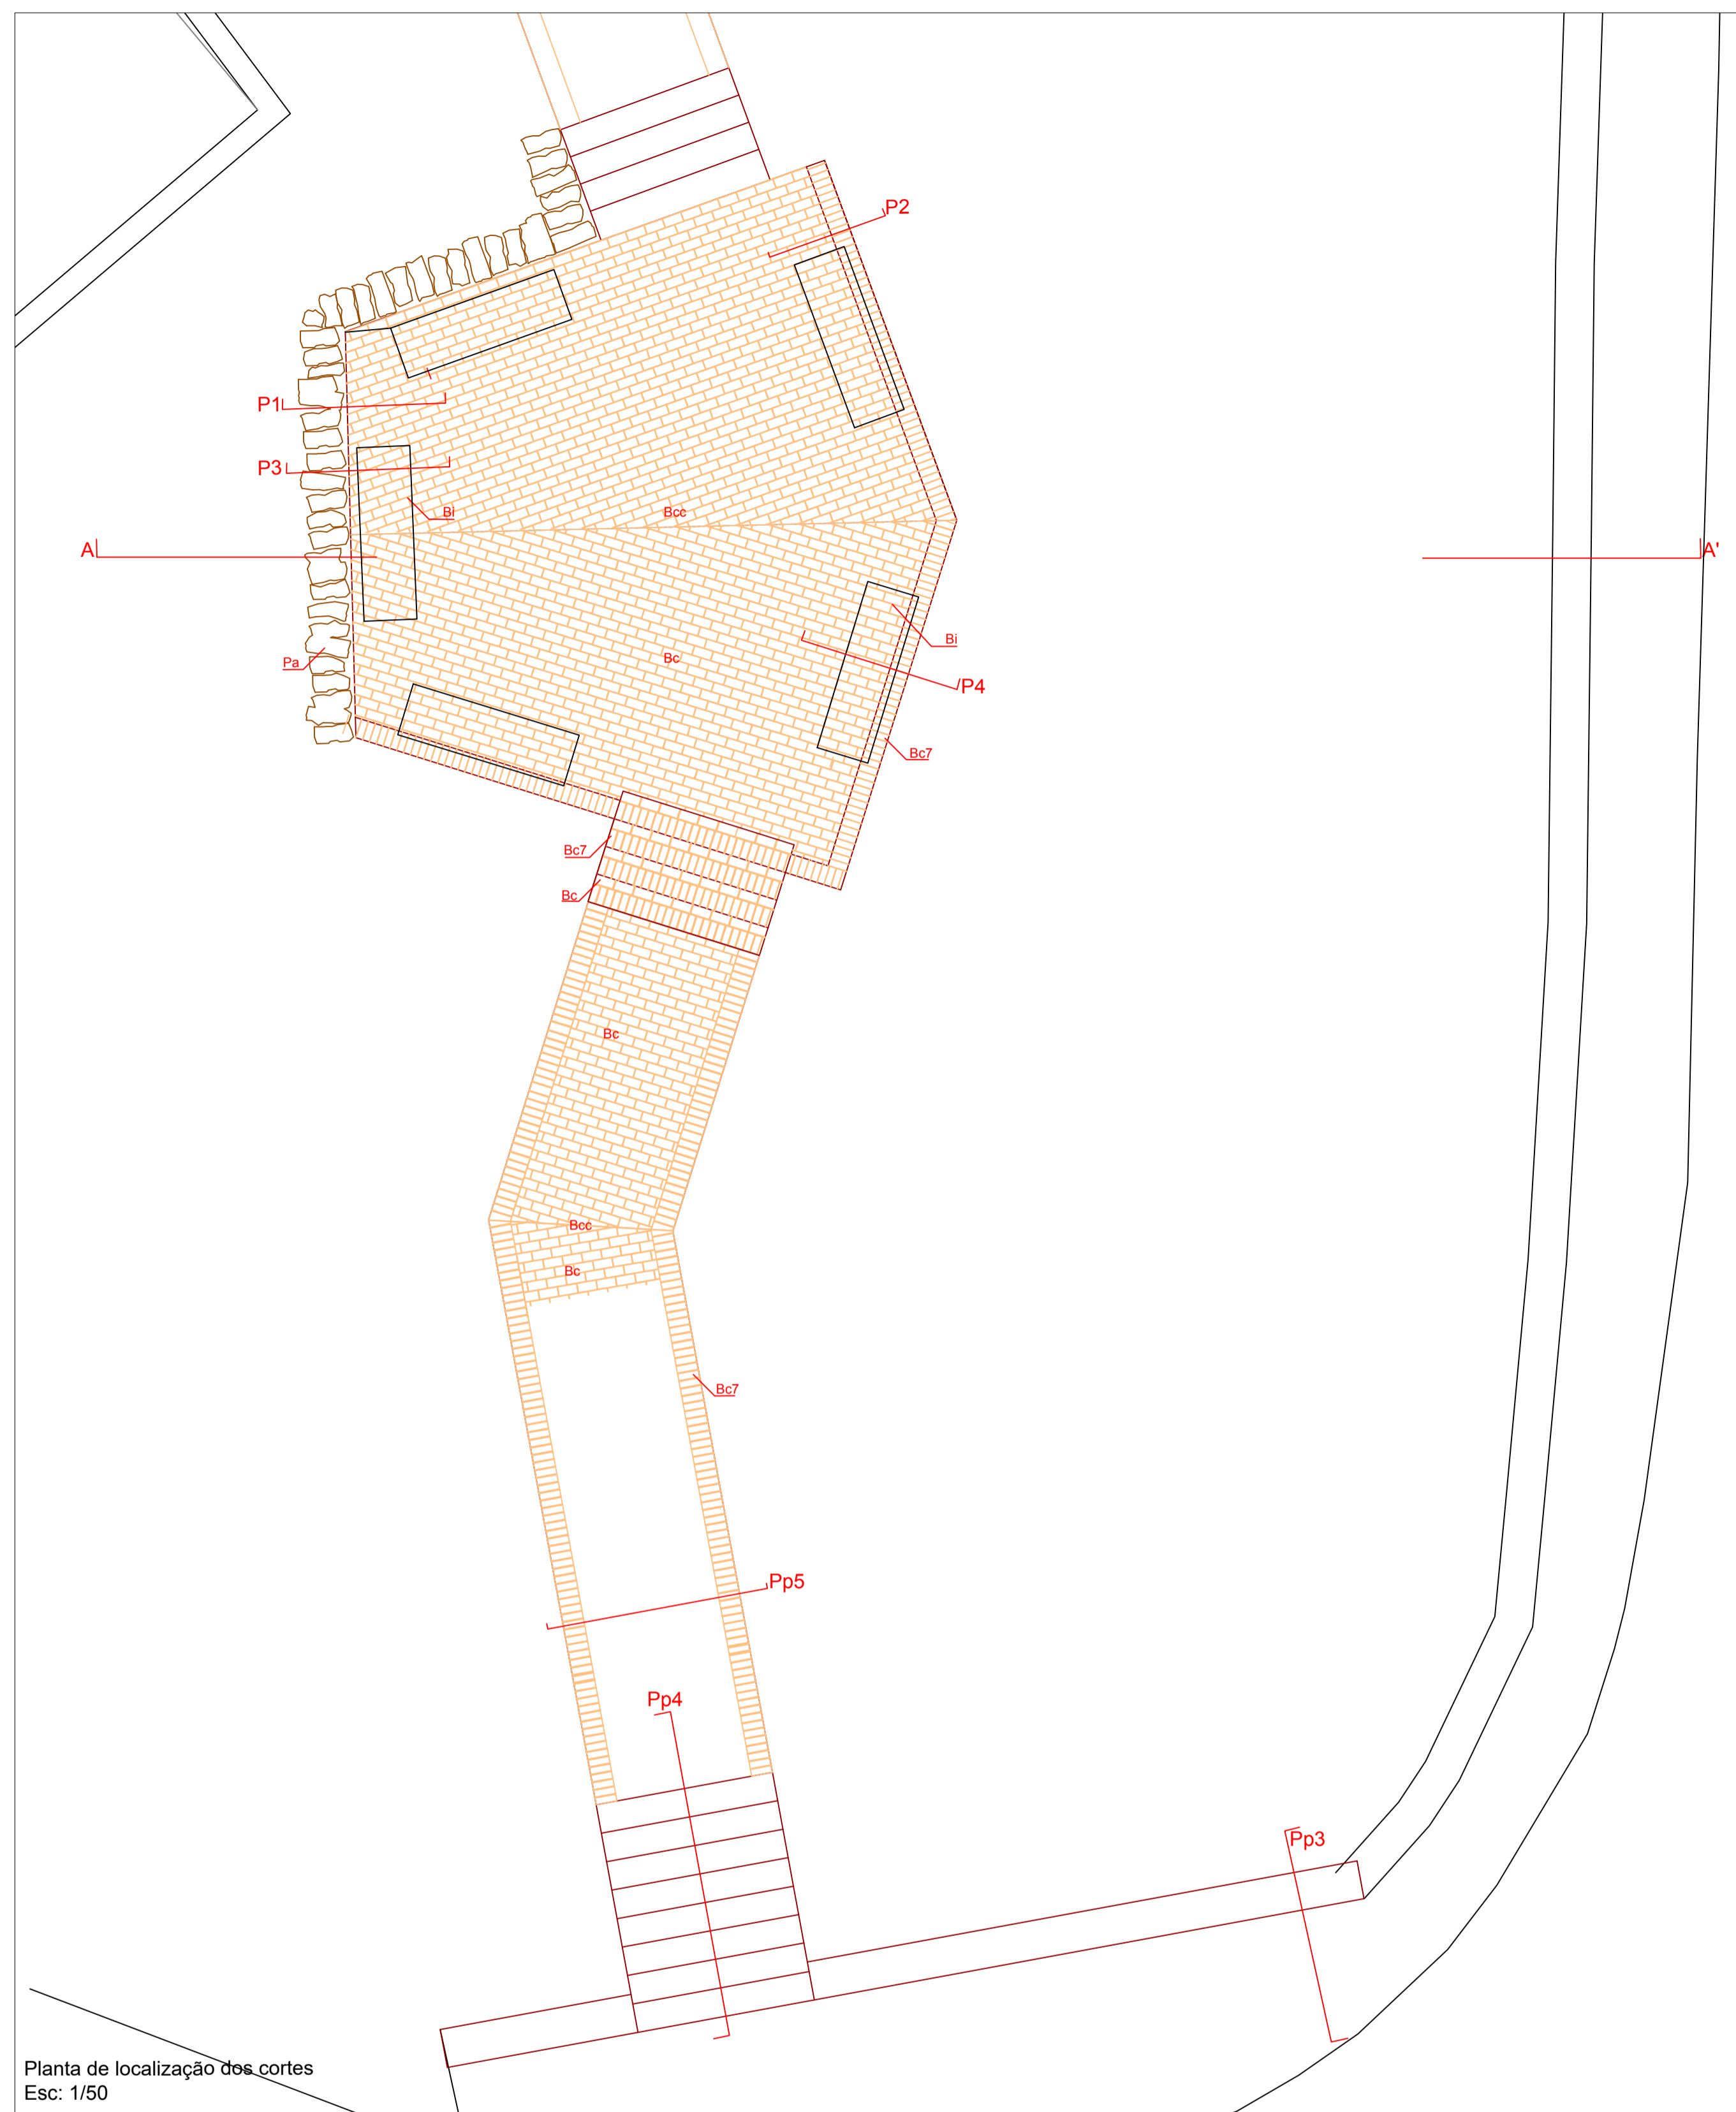 P2
P1
P3
Bi
Bcc
A
A'
Bi
Pa
Bc
P4
Bc7
Bc7
Bc
Bc
Bcc
Bc
Bc7
Pp5
Pp4
Pp3
Planta de localização dos cortes
Esc: 1/50